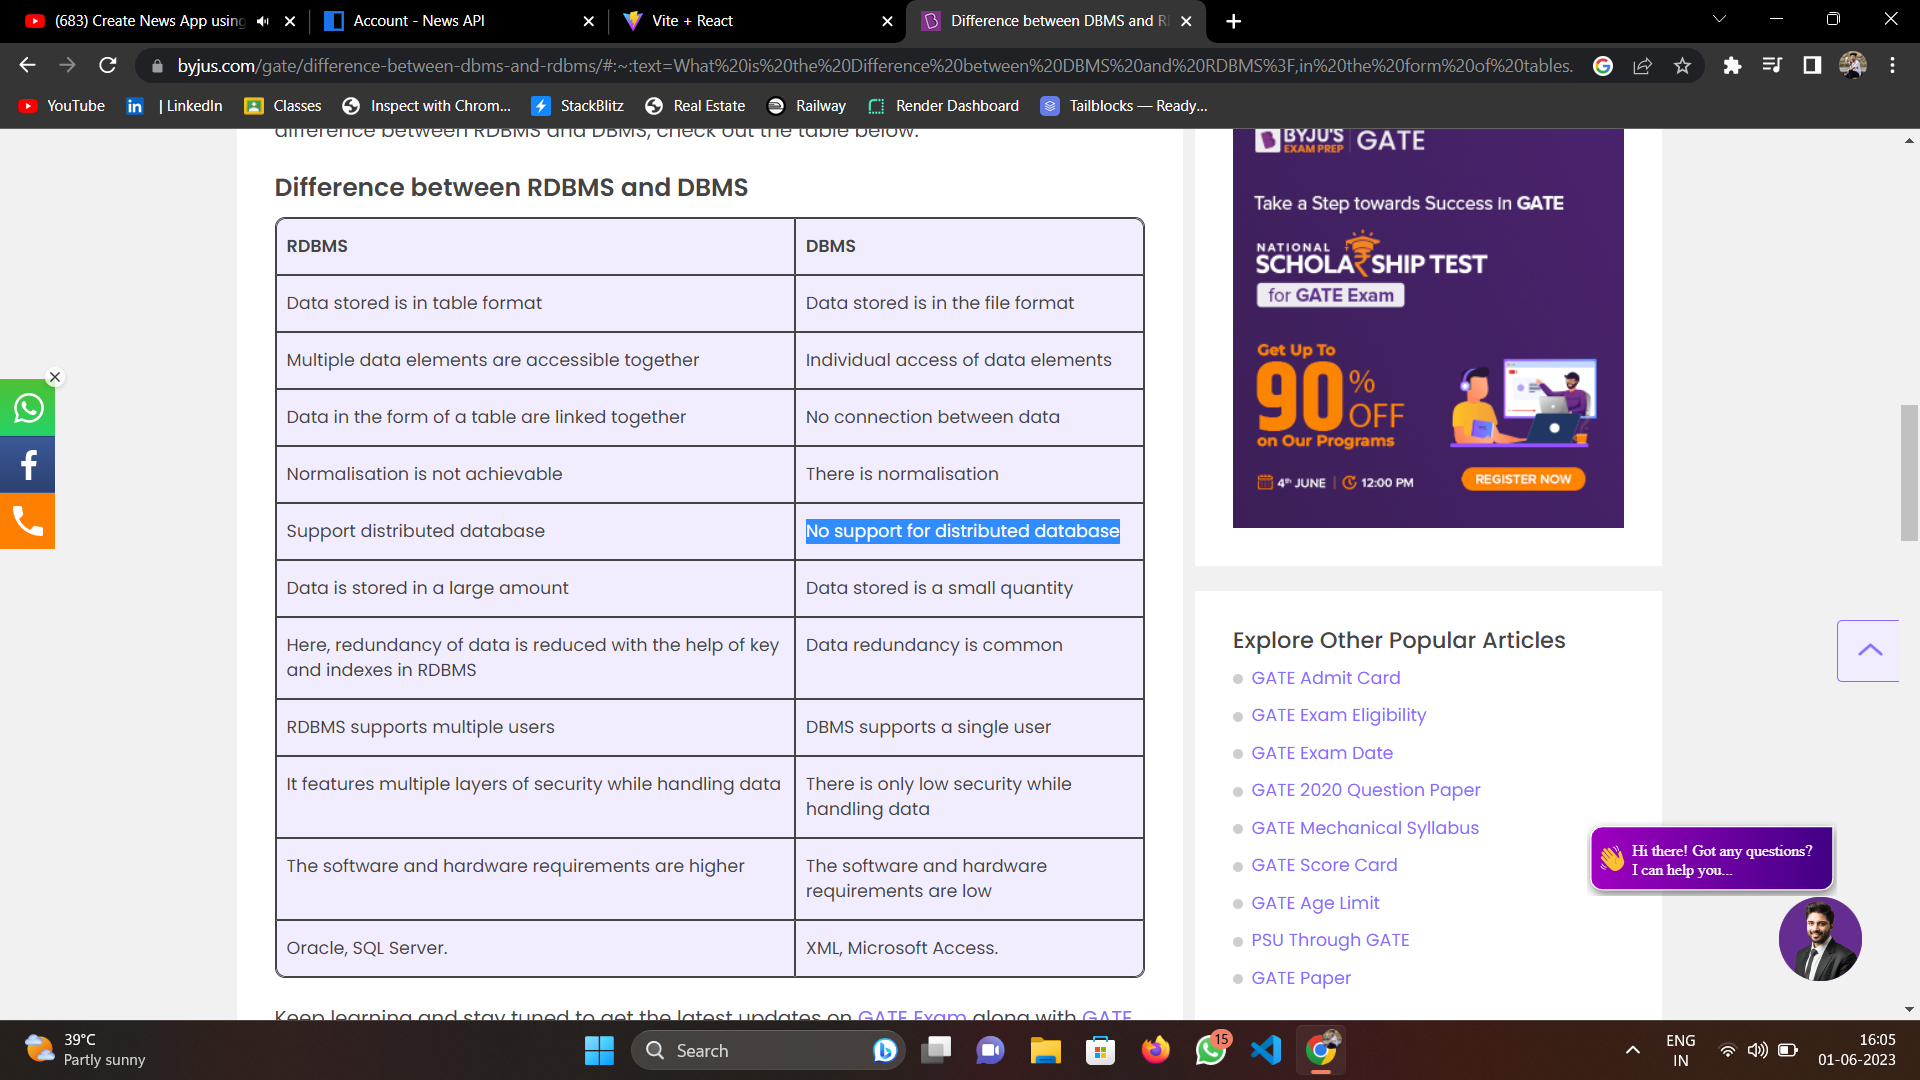 (683) Create News App using
Account - News API
Vite + React
Difference between DBMS and R
byjus.com/gate/difference-between-dbms-and-rdbms/#:~:text=What%20is%20the%20Difference%20between%20DBMS%20and%20RDBMS%3F,in%20the%20form%20of%20tables.
YouTube
| LinkedIn
Classes
Inspect with Chrom...
StackBlitz
Real Estate
Railway
Render Dashboard
Tailblocks — Ready...
difference between RDBMS and DBMS, check out the table below.
Difference between RDBMS and DBMS
RDBMS
DBMS
Data stored is in table format
Data stored is in the file format
Multiple data elements are accessible together
Individual access of data elements
Data in the form of a table are linked together
No connection between data
Normalisation is not achievable
There is normalisation
Support distributed database
No support for distributed database
Data is stored in a large amount
Data stored is a small quantity
Here, redundancy of data is reduced with the help of key
and indexes in RDBMS
Data redundancy is common
RDBMS supports multiple users
DBMS supports a single user
It features multiple layers of security while handling data
There is only low security while
handling data
The software and hardware requirements are higher
The software and hardware
requirements are low
Oracle, SQL Server.
XML, Microsoft Access.
Keep learning and stay tuned to get the latest updates on GATE Exam along with GATE
BYJU'S
EXAM PREP
GATE
Take a Step towards Success in GATE
NATIONAL
SCHOLARSHIP TEST
for GATE Exam
Get Up To
90% OFF
on Our Programs
4th JUNE | 12:00 PM
REGISTER NOW
Explore Other Popular Articles
GATE Admit Card
GATE Exam Eligibility
GATE Exam Date
GATE 2020 Question Paper
GATE Mechanical Syllabus
GATE Score Card
GATE Age Limit
PSU Through GATE
GATE Paper
Hi there! Got any questions?
I can help you...
39°C
Partly sunny
Search
15
ENG
IN
16:05
01-06-2023